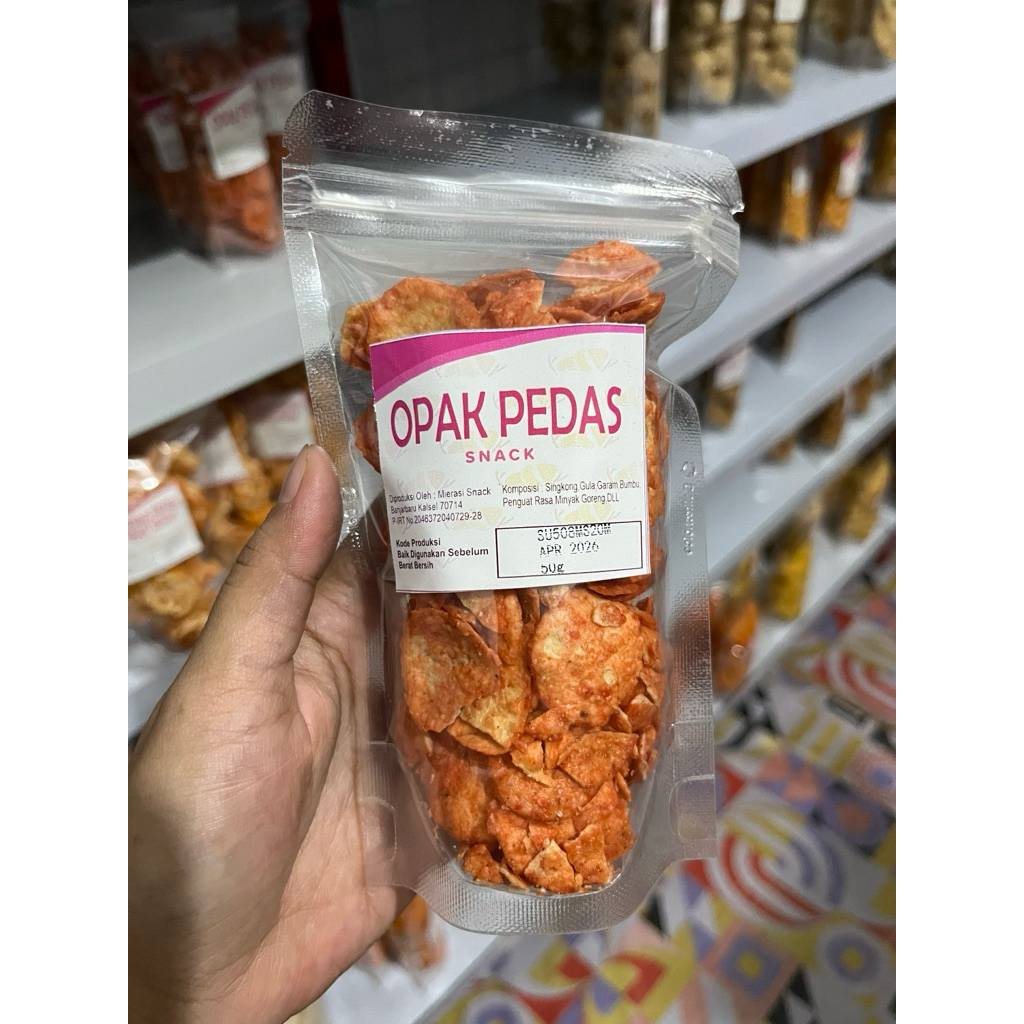 OPAK PEDAS
SNACK
Diproduksi Oleh : Mierasi Snack
Banjarbaru Kalsel 70714
P-IRT No.2046372040729-28
Komposisi : Singkong,Gula,Garam,Bumbu,
Penguat Rasa,Minyak Goreng,DLL
Kode Produksi
Baik Digunakan Sebelum
Berat Bersih
SU508MS20M
APR 2026
50g